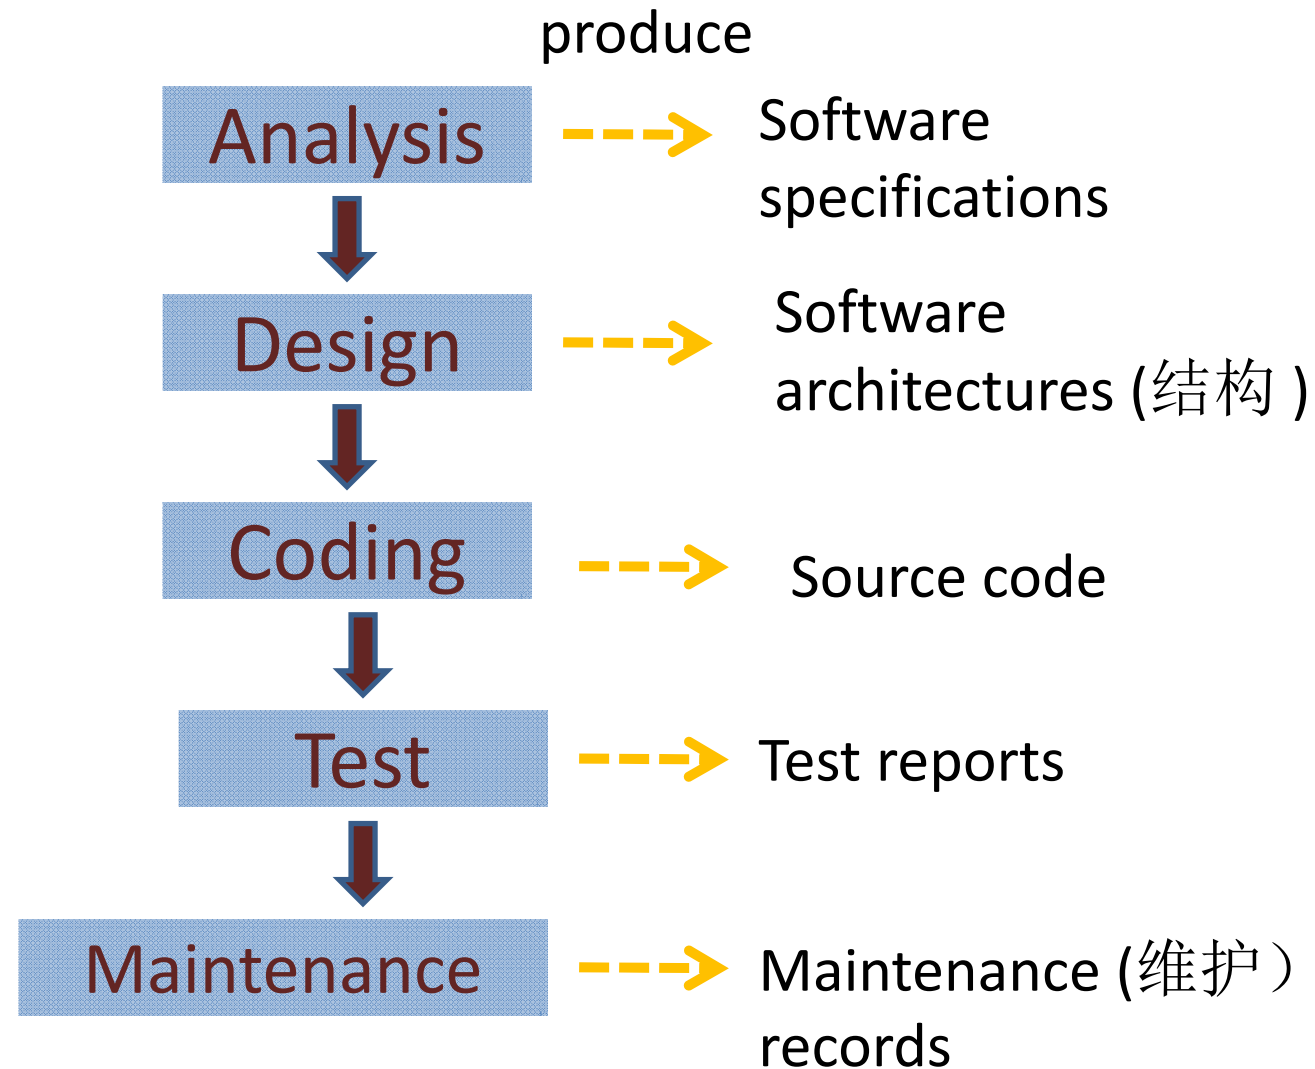 produce
Analysis
Software
specifications
Design
Software
architectures (结构 )
Coding
Source code
Test
Test reports
Maintenance
Maintenance (维护）
records